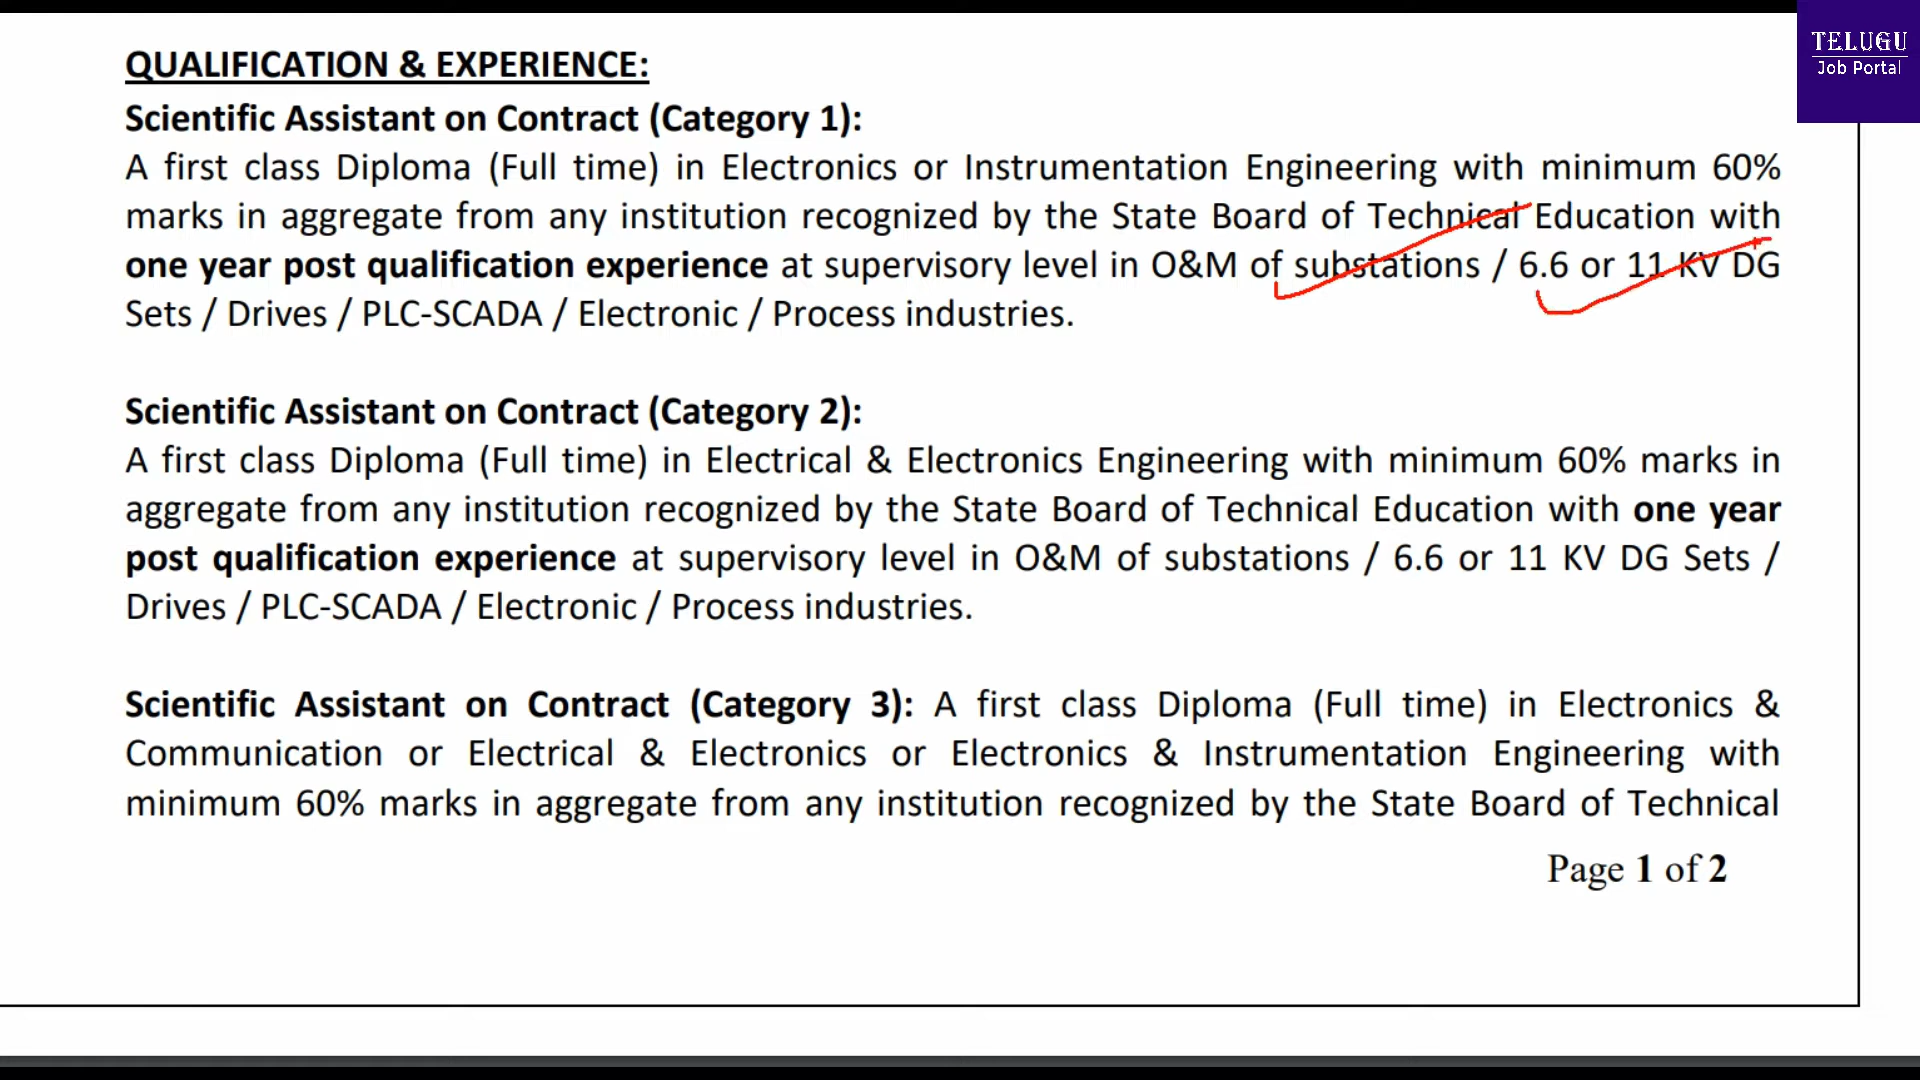 TELUGU
Job Portal
QUALIFICATION & EXPERIENCE:
Scientific Assistant on Contract (Category 1):
A first class Diploma (Full time) in Electronics or Instrumentation Engineering with minimum 60%
marks in aggregate from any institution recognized by the State Board of Technical Education with
one year post qualification experience at supervisory level in O&M of substations / 6.6 or 11 KV DG
Sets / Drives / PLC-SCADA / Electronic / Process industries.
Scientific Assistant on Contract (Category 2):
A first class Diploma (Full time) in Electrical & Electronics Engineering with minimum 60% marks in
aggregate from any institution recognized by the State Board of Technical Education with one year
post qualification experience at supervisory level in O&M of substations / 6.6 or 11 KV DG Sets /
Drives / PLC-SCADA / Electronic / Process industries.
Scientific Assistant on Contract (Category 3): A first class Diploma (Full time) in Electronics &
Communication or Electrical & Electronics or Electronics & Instrumentation Engineering with
minimum 60% marks in aggregate from any institution recognized by the State Board of Technical
Page 1 of 2